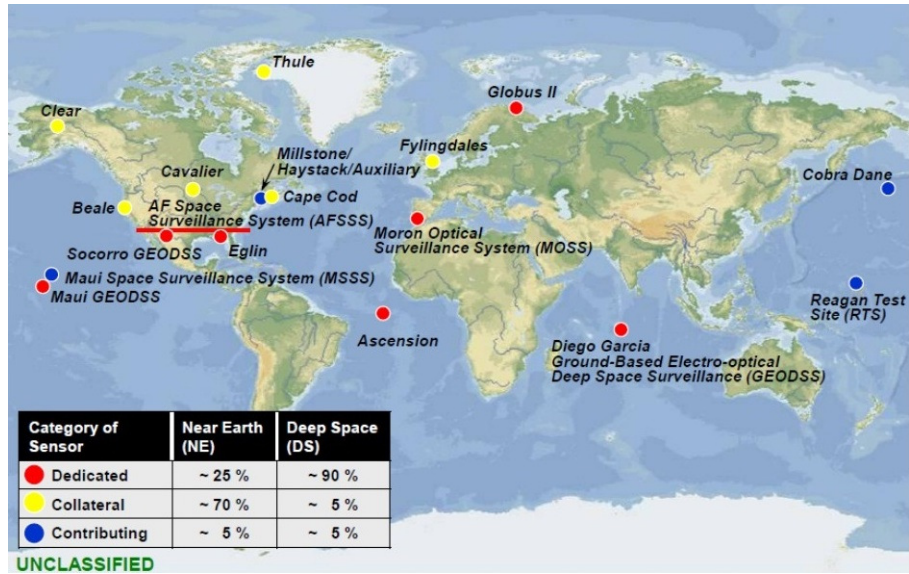 Thule
Globus II
Clear
Fylingdales
Millstone/
Haystack/Auxiliary
Cavalier
Cobra Dane
Cape Cod
Beale
AF Space
Surveillance System (AFSSS)
Moron Optical
Surveillance System (MOSS)
Socorro GEODSS
Eglin
Maui Space Surveillance System (MSSS)
Maui GEODSS
Reagan Test
Site (RTS)
Ascension
Diego Garcia
Ground-Based Electro-optical
Deep Space Surveillance (GEODSS)
Category of Sensor Near Earth (NE) Deep Space (DS)
Dedicated ~ 25 % ~ 90 %
Collateral ~ 70 % ~ 5 %
Contributing ~ 5 % ~ 5 %
UNCLASSIFIED